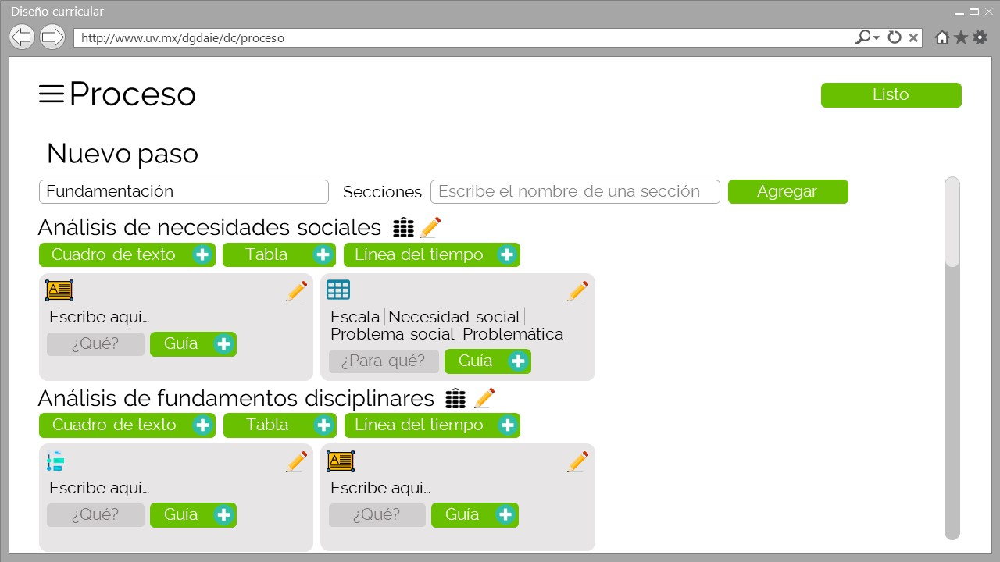 Diseño curricular
http://www.uv.mx/dgdaie/dc/proceso
Proceso
Listo
Nuevo paso
Fundamentación
Secciones
Escribe el nombre de una sección
Agregar
Análisis de necesidades sociales
Cuadro de texto
Tabla
Línea del tiempo
Escribe aquí…
¿Qué?
Guía
Escala
Necesidad social
Problema social
Problemática
¿Para qué?
Guía
Análisis de fundamentos disciplinares
Cuadro de texto
Tabla
Línea del tiempo
Escribe aquí…
¿Qué?
Guía
A
Escribe aquí…
¿Qué?
Guía